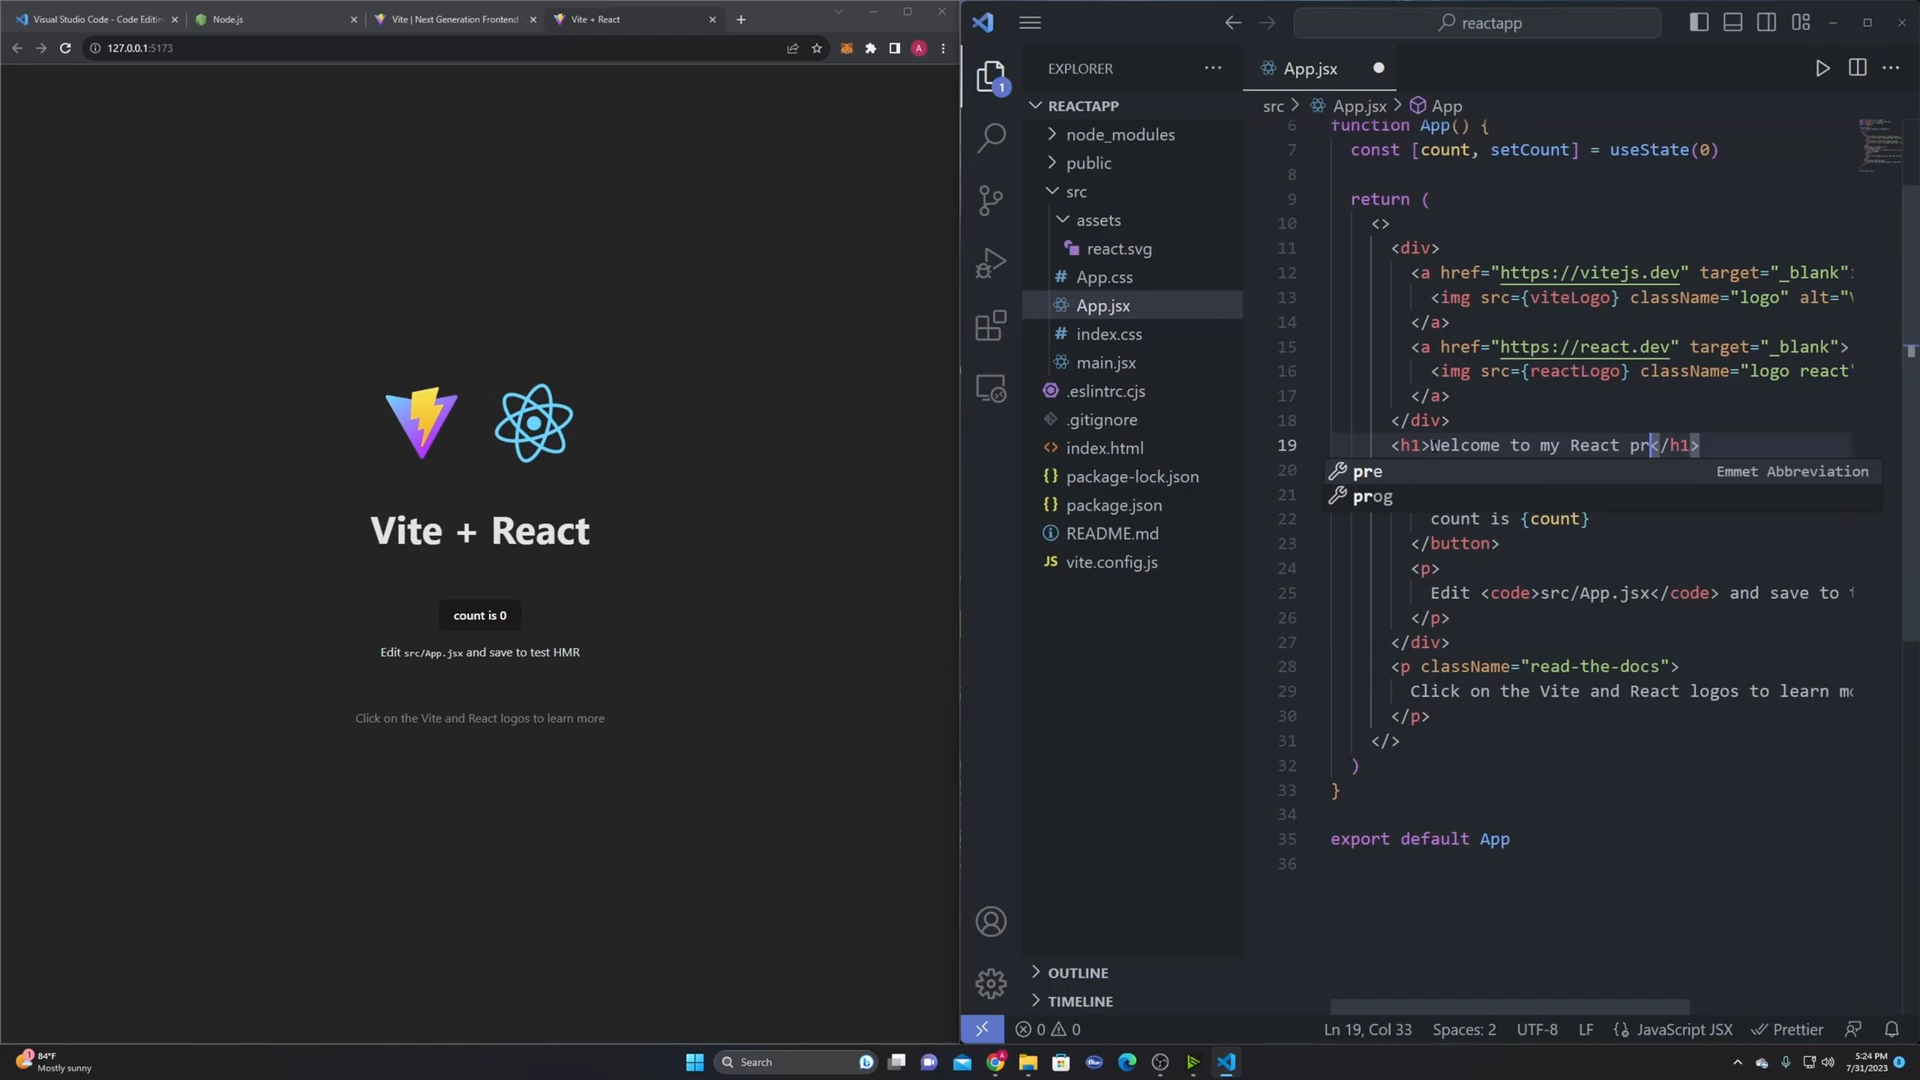 Visual Studio Code - Code Editin
Node.js
Vite | Next Generation Frontend
Vite + React
127.0.0.1:5173
A
Vite + React
count is 0
Edit src/App.jsx and save to test HMR
Click on the Vite and React logos to learn more
reactapp
1
EXPLORER
REACTAPP
node_modules
public
src
assets
react.svg
App.css
App.jsx
index.css
main.jsx
.eslintrc.cjs
.gitignore
index.html
package-lock.json
package.json
README.md
vite.config.js
OUTLINE
TIMELINE
App.jsx
src > App.jsx > App
6 function App() {
7 const [count, setCount] = useState(0)
8
9 return (
10 <>
11 <div>
12 <a href="https://vitejs.dev" target="_blank">
13 <img src={viteLogo} className="logo" alt="
14 </a>
15 <a href="https://react.dev" target="_blank">
16 <img src={reactLogo} className="logo react"
17 </a>
18 </div>
19 <h1>Welcome to my React pr</h1>
20 pre Emmet Abbreviation
21 prog
22 count is {count}
23 </button>
24 <p>
25 Edit <code>src/App.jsx</code> and save to
26 </p>
27 </div>
28 <p className="read-the-docs">
29 Click on the Vite and React logos to learn mo
30 </p>
31 </>
32 )
33 }
34
35 export default App
36
0 0
Ln 19, Col 33 Spaces: 2 UTF-8 LF {} JavaScript JSX Prettier
84°F
Mostly sunny
Search
5:24 PM
7/31/2023
8